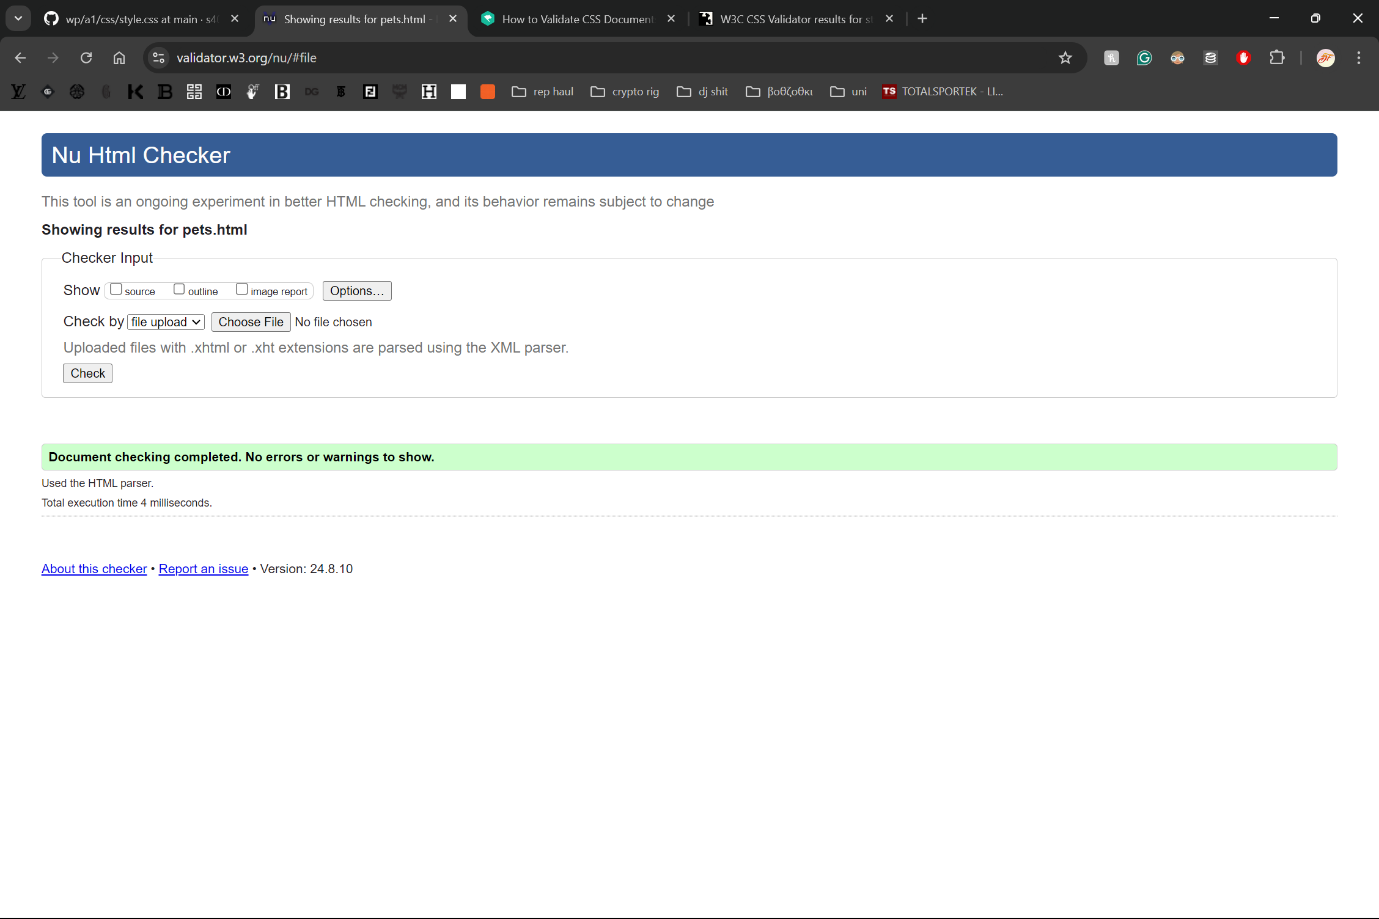 wp/a1/css/style.css at main · s4
Showing results for pets.html -
How to Validate CSS Document
W3C CSS Validator results for st
validator.w3.org/nu/#file
rep haul
crypto rig
dj shit
βοθζοθκι
uni
TS TOTALSPORTEK - LI...
Nu Html Checker
This tool is an ongoing experiment in better HTML checking, and its behavior remains subject to change
Showing results for pets.html
Checker Input
Show source outline image report Options...
Check by file upload Choose File No file chosen
Uploaded files with .xhtml or .xht extensions are parsed using the XML parser.
Check
Document checking completed. No errors or warnings to show.
Used the HTML parser.
Total execution time 4 milliseconds.
About this checker • Report an issue • Version: 24.8.10